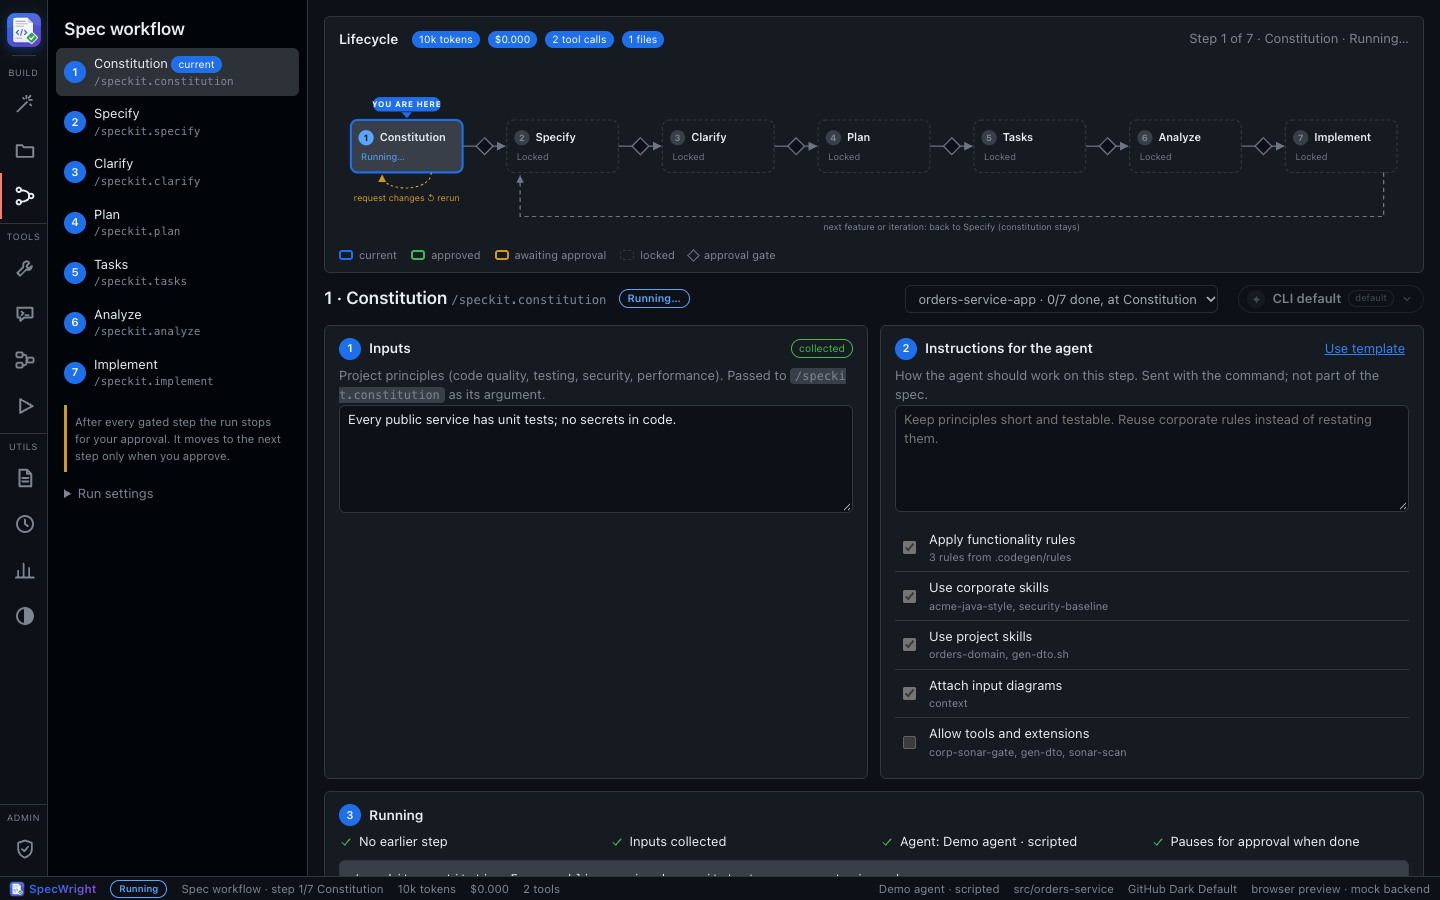 Spec workflow
BUILD
1 Constitution current
/speckit.constitution
2 Specify
/speckit.specify
3 Clarify
/speckit.clarify
4 Plan
/speckit.plan
5 Tasks
/speckit.tasks
6 Analyze
/speckit.analyze
7 Implement
/speckit.implement
TOOLS
UTILS
ADMIN
After every gated step the run stops
for your approval. It moves to the next
step only when you approve.
Run settings
Lifecycle 10k tokens $0.000 2 tool calls 1 files
Step 1 of 7 · Constitution · Running...
YOU ARE HERE
1 Constitution
Running...
2 Specify
Locked
3 Clarify
Locked
4 Plan
Locked
5 Tasks
Locked
6 Analyze
Locked
7 Implement
Locked
request changes ↻ rerun
next feature or iteration: back to Specify (constitution stays)
current approved awaiting approval locked approval gate
1 · Constitution /speckit.constitution Running...
orders-service-app · 0/7 done, at Constitution
CLI default default
1 Inputs collected
Project principles (code quality, testing, security, performance). Passed to /specki
t.constitution as its argument.
Every public service has unit tests; no secrets in code.
2 Instructions for the agent Use template
How the agent should work on this step. Sent with the command; not part of the
spec.
Keep principles short and testable. Reuse corporate rules instead of restating
them.
Apply functionality rules
3 rules from .codegen/rules
Use corporate skills
acme-java-style, security-baseline
Use project skills
orders-domain, gen-dto.sh
Attach input diagrams
context
Allow tools and extensions
corp-sonar-gate, gen-dto, sonar-scan
3 Running
No earlier step
Inputs collected
Agent: Demo agent · scripted
Pauses for approval when done
SpecWright Running Spec workflow · step 1/7 Constitution 10k tokens $0.000 2 tools
Demo agent · scripted src/orders-service GitHub Dark Default browser preview · mock backend